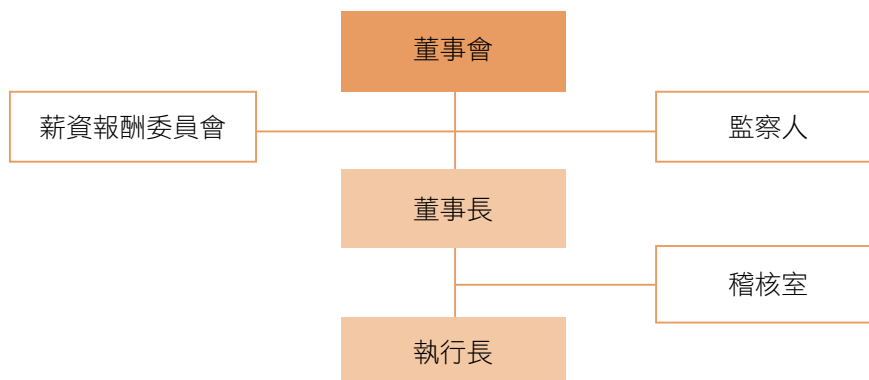 董事會
薪資報酬委員會
監察人
董事長
稽核室
執行長